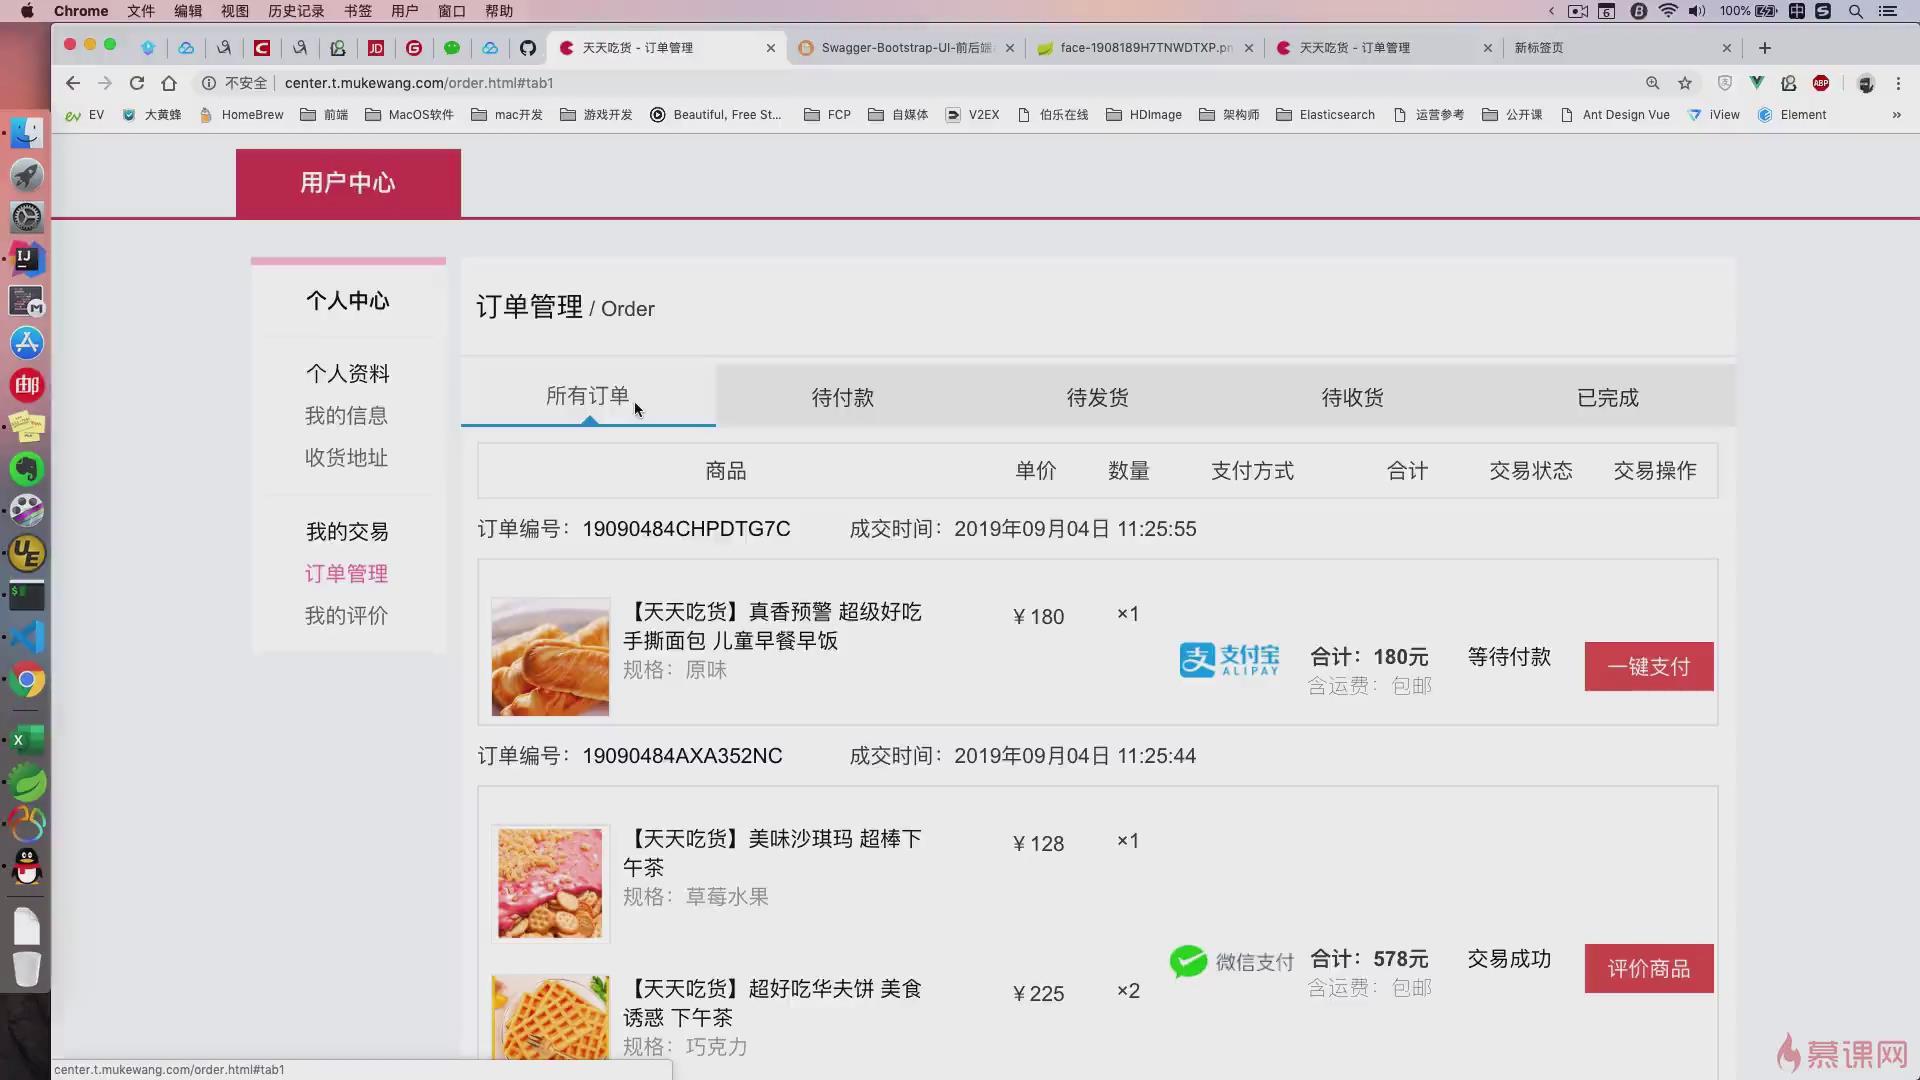 Chrome 文件 编辑 视图 历史记录 书签 用户 窗口 帮助
100%
天天吃货 - 订单管理
Swagger-Bootstrap-UI-前后端
face-1908189H7TNWDTXP.pn
天天吃货 - 订单管理
新标签页
不安全 center.t.mukewang.com/order.html#tab1
EV 大黄蜂 HomeBrew 前端 MacOS软件 mac开发 游戏开发 Beautiful, Free St... FCP 自媒体 V2EX 伯乐在线 HDImage 架构师 Elasticsearch 运营参考 公开课 Ant Design Vue iView Element »
用户中心
个人中心
个人资料
我的信息
收货地址
我的交易
订单管理
我的评价
订单管理 / Order
所有订单 待付款 待发货 待收货 已完成
商品 单价 数量 支付方式 合计 交易状态 交易操作
订单编号：19090484CHPDTG7C 成交时间：2019年09月04日 11:25:55
【天天吃货】真香预警 超级好吃
手撕面包 儿童早餐早饭
规格：原味
¥ 180 ×1
支付宝
ALIPAY
合计：180元
含运费：包邮
等待付款
一键支付
订单编号：19090484AXA352NC 成交时间：2019年09月04日 11:25:44
【天天吃货】美味沙琪玛 超棒下
午茶
规格：草莓水果
¥ 128 ×1
【天天吃货】超好吃华夫饼 美食
诱惑 下午茶
规格：巧克力
¥ 225 ×2
微信支付
合计：578元
含运费：包邮
交易成功
评价商品
center.t.mukewang.com/order.html#tab1
慕课网